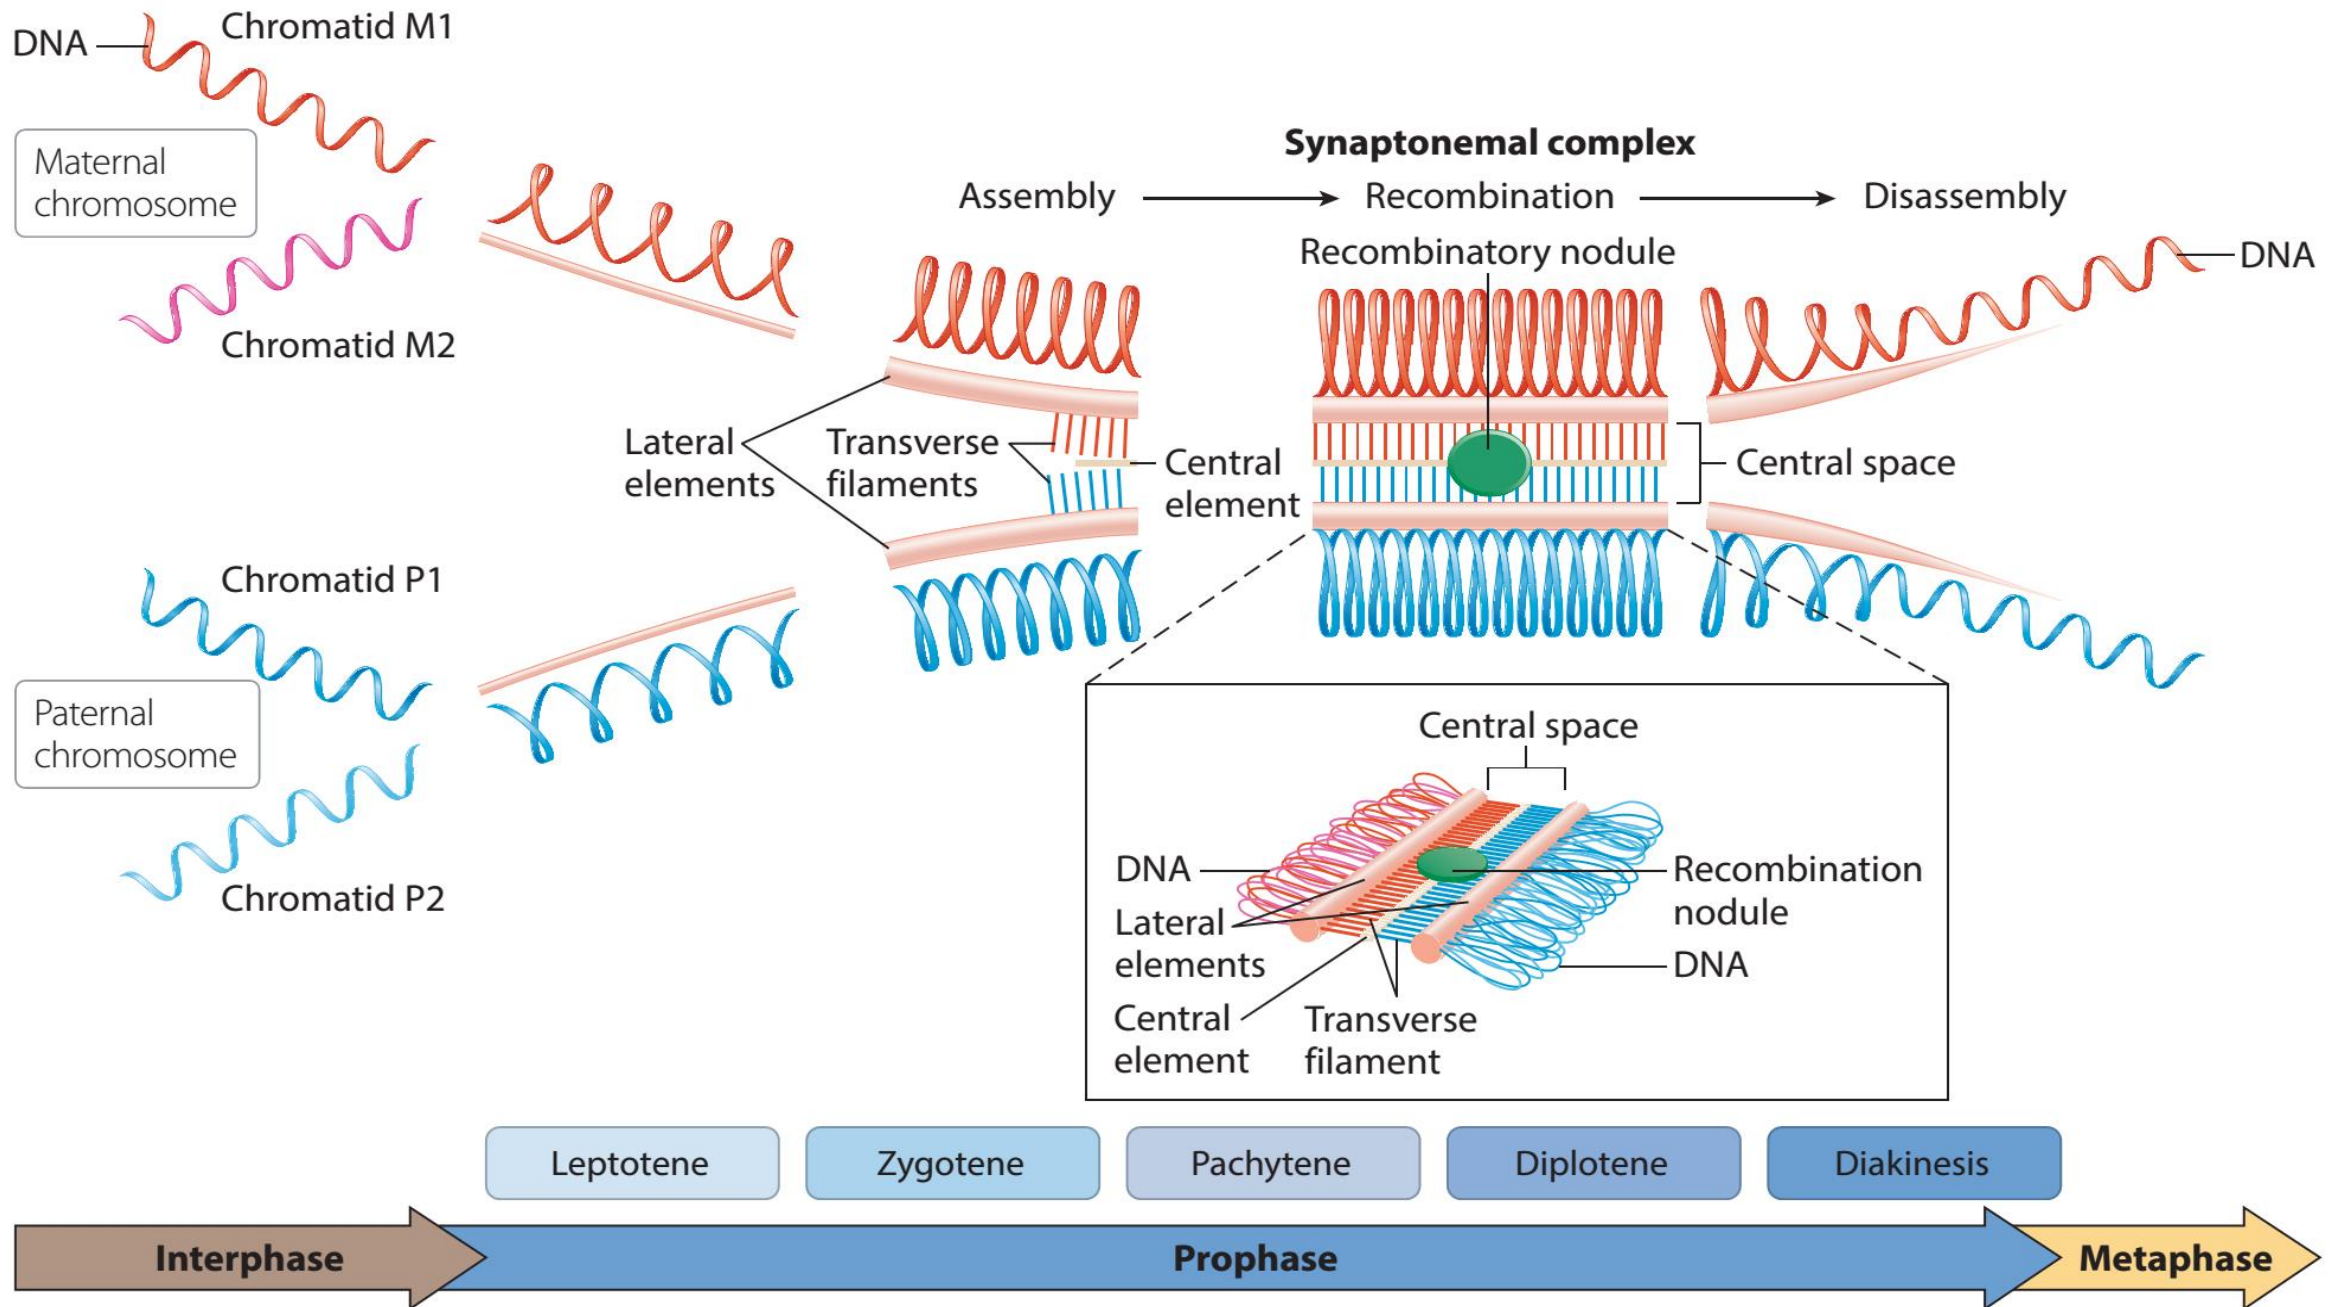 DNA
Chromatid M1
Maternal
chromosome
Chromatid M2
Synaptonemal complex
Assembly
Recombination
Disassembly
Recombinatory nodule
DNA
Lateral
elements
Transverse
filaments
Central
element
Central space
Chromatid P1
Paternal
chromosome
Chromatid P2
Central space
DNA
Lateral
elements
Central
element
Transverse
filament
Recombination
nodule
DNA
Leptotene
Zygotene
Pachytene
Diplotene
Diakinesis
Interphase
Prophase
Metaphase